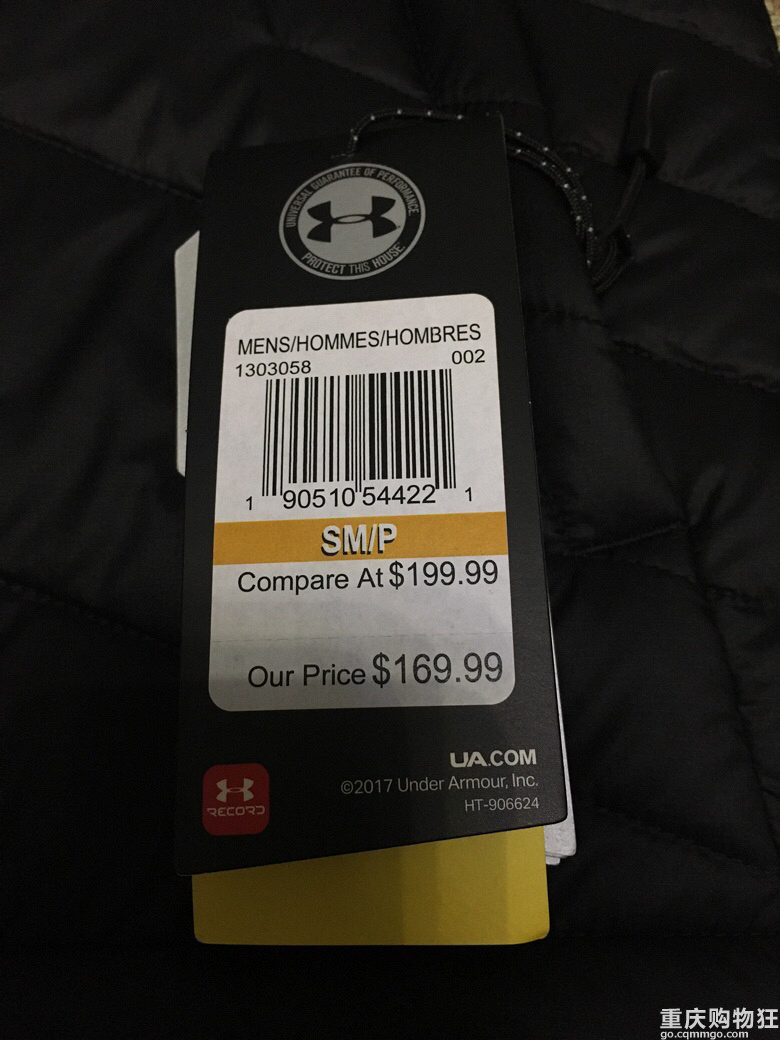 UNIVERSAL GUARANTEE OF PERFORMANCE
PROTECT THIS HOUSE
MENS/HOMMES/HOMBRES
1303058 002
1 90510 54422 1
SM/P
Compare At $199.99
Our Price $169.99
UA.COM
©2017 Under Armour, Inc.
HT-906624
RECORD
重庆购物狂
go.cqmmgo.com